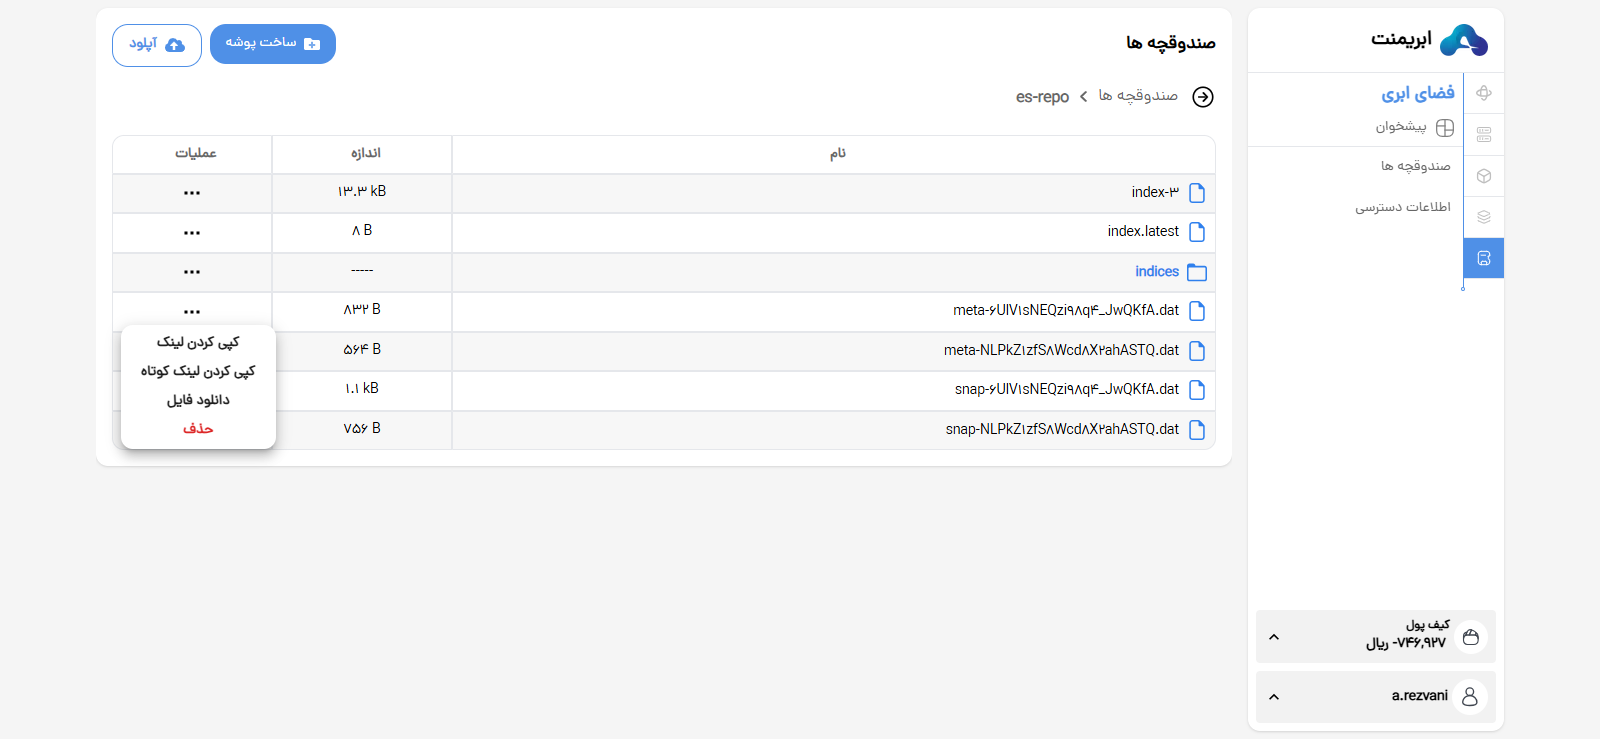 ابریمنت
فضای ابری
پیشخوان
صندوقچه ها
اطلاعات دسترسی
کیف پول
-۷۴۶,۹۲۷ ریال
a.rezvani
صندوقچه ها
ساخت پوشه
آپلود
صندوقچه ها > es-repo
نام اندازه عملیات
index-۳ ۱۳.۳ kB •••
index.latest ۸ B •••
indices ----- •••
meta-۶UlV۱sNEQzi۹۸q۴_JwQKfA.dat ۸۳۲ B •••
meta-NLPkZ۱zfS۸Wcd۸X۲ahASTQ.dat ۵۶۴ B
snap-۶UlV۱sNEQzi۹۸q۴_JwQKfA.dat ۱.۱ kB
snap-NLPkZ۱zfS۸Wcd۸X۲ahASTQ.dat ۷۵۶ B
کپی کردن لینک
کپی کردن لینک کوتاه
دانلود فایل
حذف